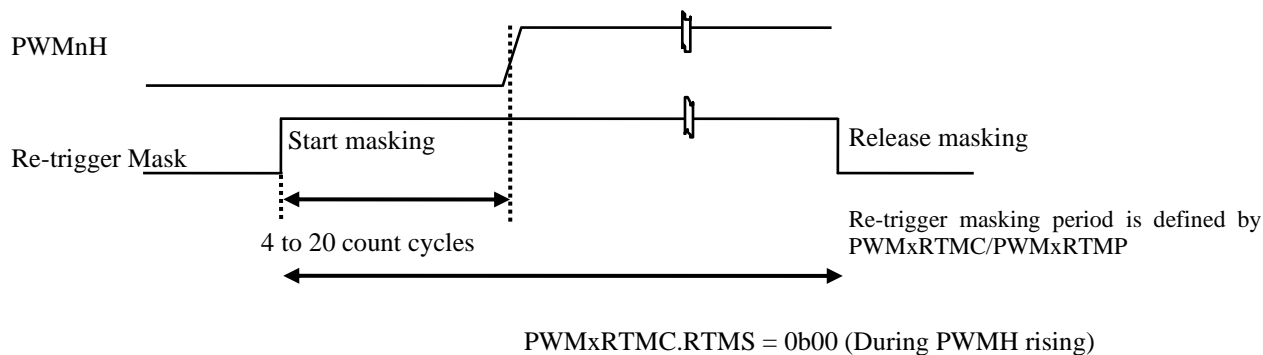 PWMnH
Start masking
Release masking
Re-trigger Mask
4 to 20 count cycles
Re-trigger masking period is defined by
PWMxRTMC/PWMxRTMP
PWMxRTMC.RTMS = 0b00 (During PWMH rising)